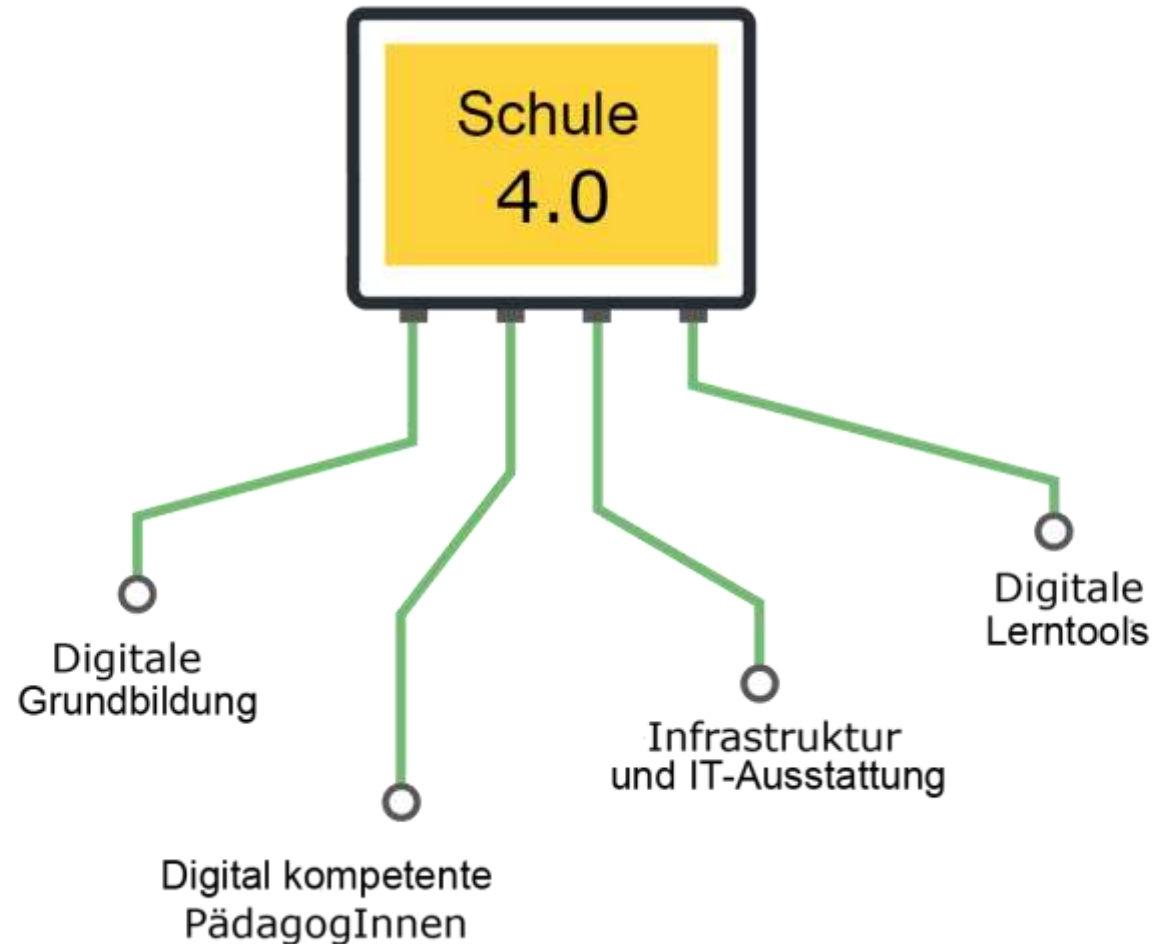 Schule
4.0
Digitale
Grundbildung
Digital kompetente
PädagogInnen
Infrastruktur
und IT-Ausstattung
Digitale
Lerntools